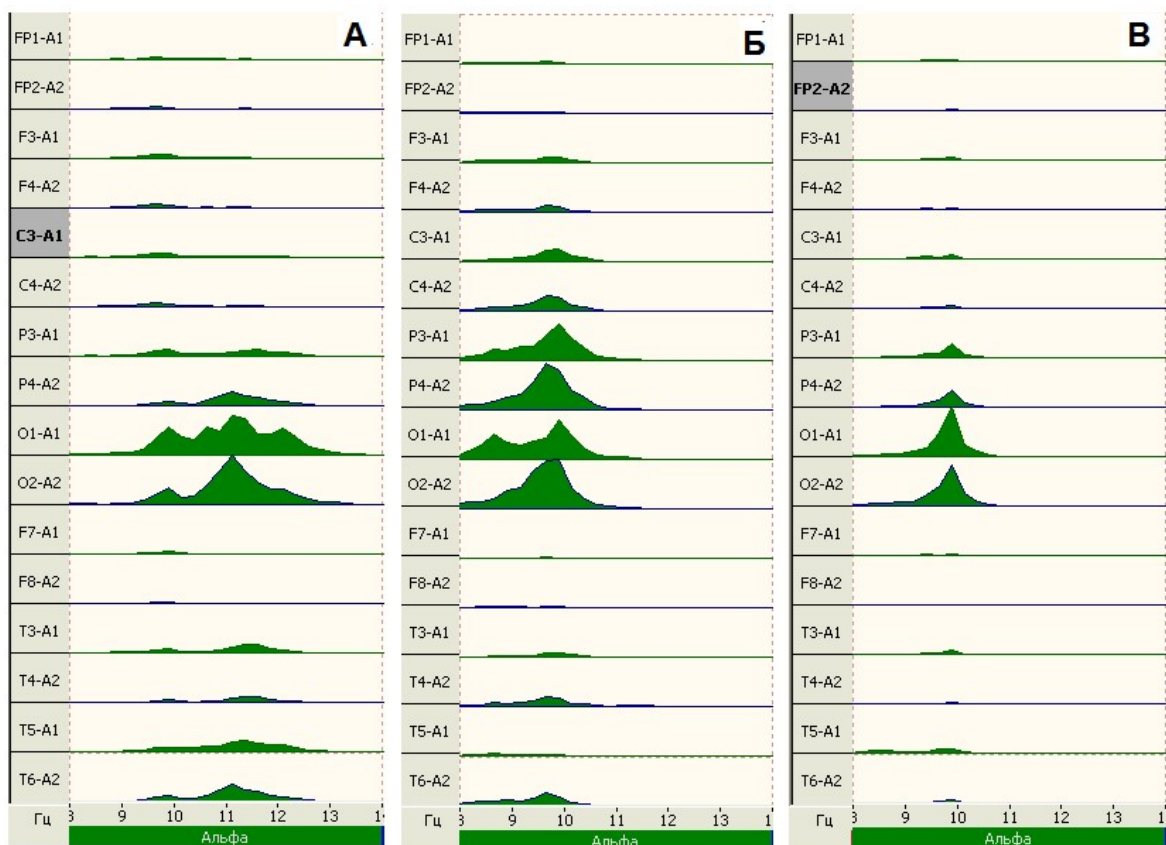 А
FP1-A1
FP2-A2
F3-A1
F4-A2
C3-A1
C4-A2
P3-A1
P4-A2
O1-A1
O2-A2
F7-A1
F8-A2
T3-A1
T4-A2
T5-A1
T6-A2
Гц 9 10 11 12 13
Альфа
Б
FP1-A1
FP2-A2
F3-A1
F4-A2
C3-A1
C4-A2
P3-A1
P4-A2
O1-A1
O2-A2
F7-A1
F8-A2
T3-A1
T4-A2
T5-A1
T6-A2
Гц 9 10 11 12 13
Альфа
В
FP1-A1
FP2-A2
F3-A1
F4-A2
C3-A1
C4-A2
P3-A1
P4-A2
O1-A1
O2-A2
F7-A1
F8-A2
T3-A1
T4-A2
T5-A1
T6-A2
Гц 9 10 11 12 13
Альфа